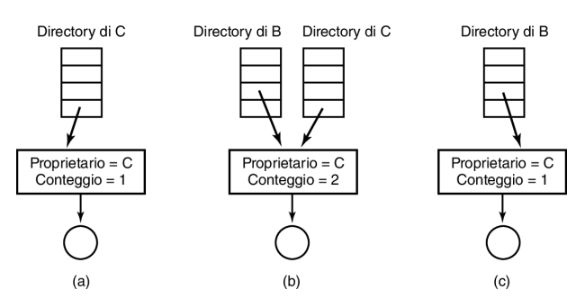 Directory di C
Directory di B
Directory di C
Directory di B
Proprietario = C
Conteggio = 1
Proprietario = C
Conteggio = 2
Proprietario = C
Conteggio = 1
(a)
(b)
(c)